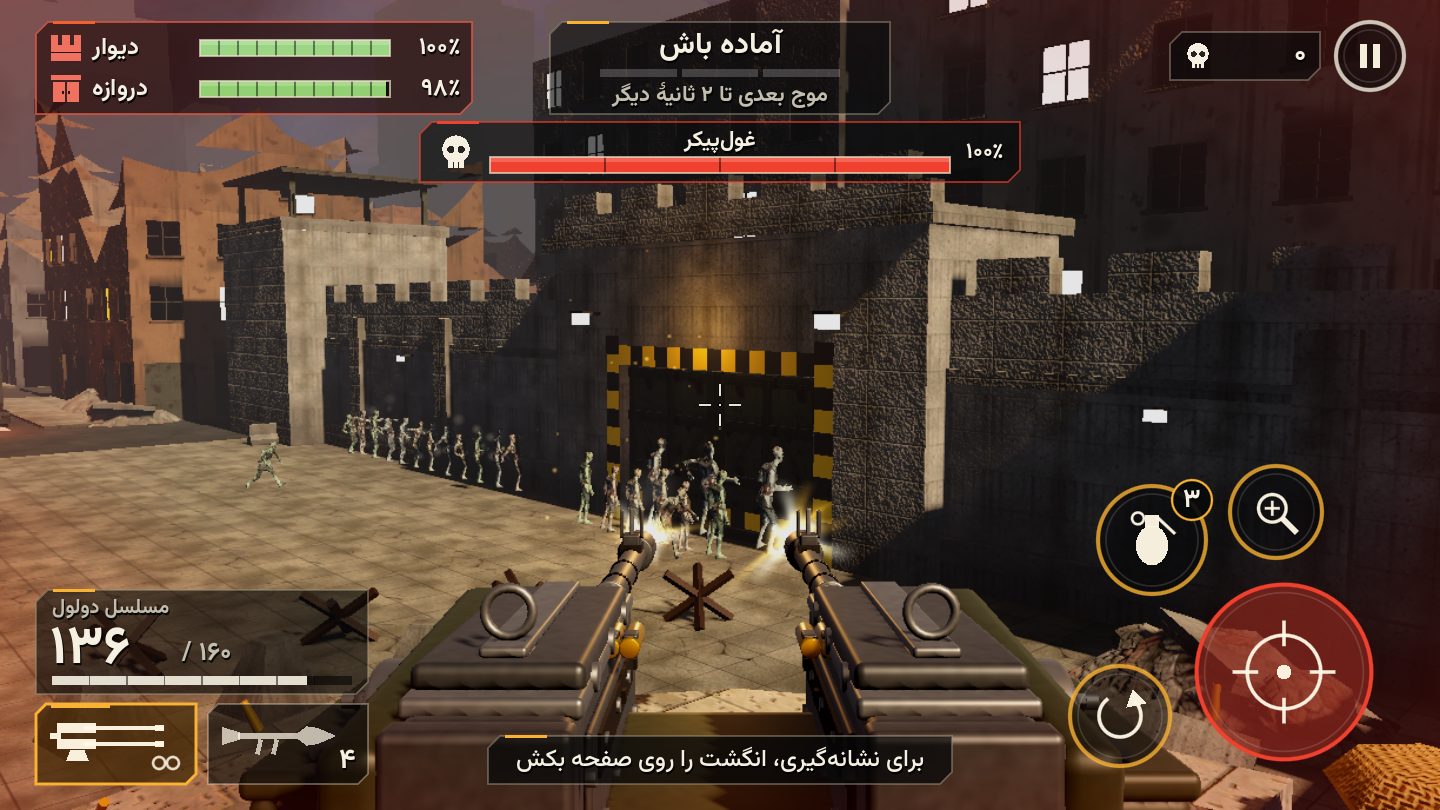 دیوار ۱۰۰٪
دروازه ۹۸٪
آماده باش
موج بعدی تا ۲ ثانیهٔ دیگر
۰
غول‌پیکر
۱۰۰٪
۳
مسلسل دولول
۱۳۶ / ۱۶۰
∞
۴
برای نشانه‌گیری، انگشت را روی صفحه بکش